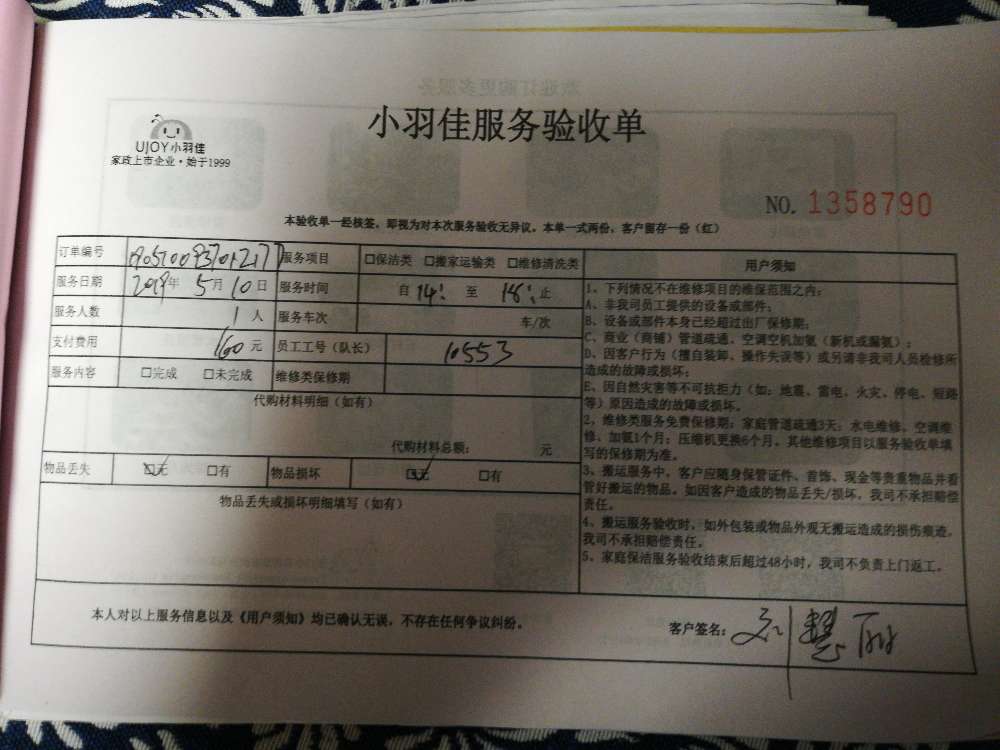 小羽佳服务验收单
UJOY小羽佳
家政上市企业·始于1999
NO. 1358790
本验收单一经核签，即视为对本次服务验收无异议。本单一式两份，客户留存一份（红）
订单编号 服务项目 □保洁类 □搬家运输类 □维修清洗类
服务日期 2019年 5月 10日 服务时间 自 14: 至 18: 止
服务人数 1 人 服务车次 车/次
支付费用 160 元 员工工号（队长） 10553
服务内容 □完成 □未完成 维修类保修期
代购材料明细（如有）
代购材料总额： 元
物品丢失 ☑无 □有 物品损坏 ☑无 □有
物品丢失或损坏明细填写（如有）
用户须知
1、下列情况不在维修项目的维保范围之内：
A、非我司员工提供的设备或部件；
B、设备或部件本身已经超过出厂保修期；
C、商业（商铺）管道疏通、空调空机加氨（新机或漏氨）；
D、因客户行为（擅自装卸、操作失误等）或另请非我司人员检修所
造成的故障或损坏；
E、因自然灾害等不可抗拒力（如：地震、雷电、火灾、停电、短路
等）原因造成的故障或损坏。
2、维修类服务免费保修期：家庭管道疏通3天；水电维修、空调维
修、加氨1个月；压缩机更换6个月。其他维修项目以服务验收单填
写的保修期为准。
3、搬运服务中，客户应随身保管证件、首饰、现金等贵重物品并看
管好搬运的物品。如因客户造成的物品丢失/损坏，我司不承担赔偿
责任。
4、搬运服务验收时，如外包装或物品外观无搬运造成的损伤痕迹，
我司不承担赔偿责任。
5、家庭保洁服务验收结束后超过48小时，我司不负责上门返工。
本人对以上服务信息以及《用户须知》均已确认无误，不存在任何争议纠纷。
客户签名：刘慧丽